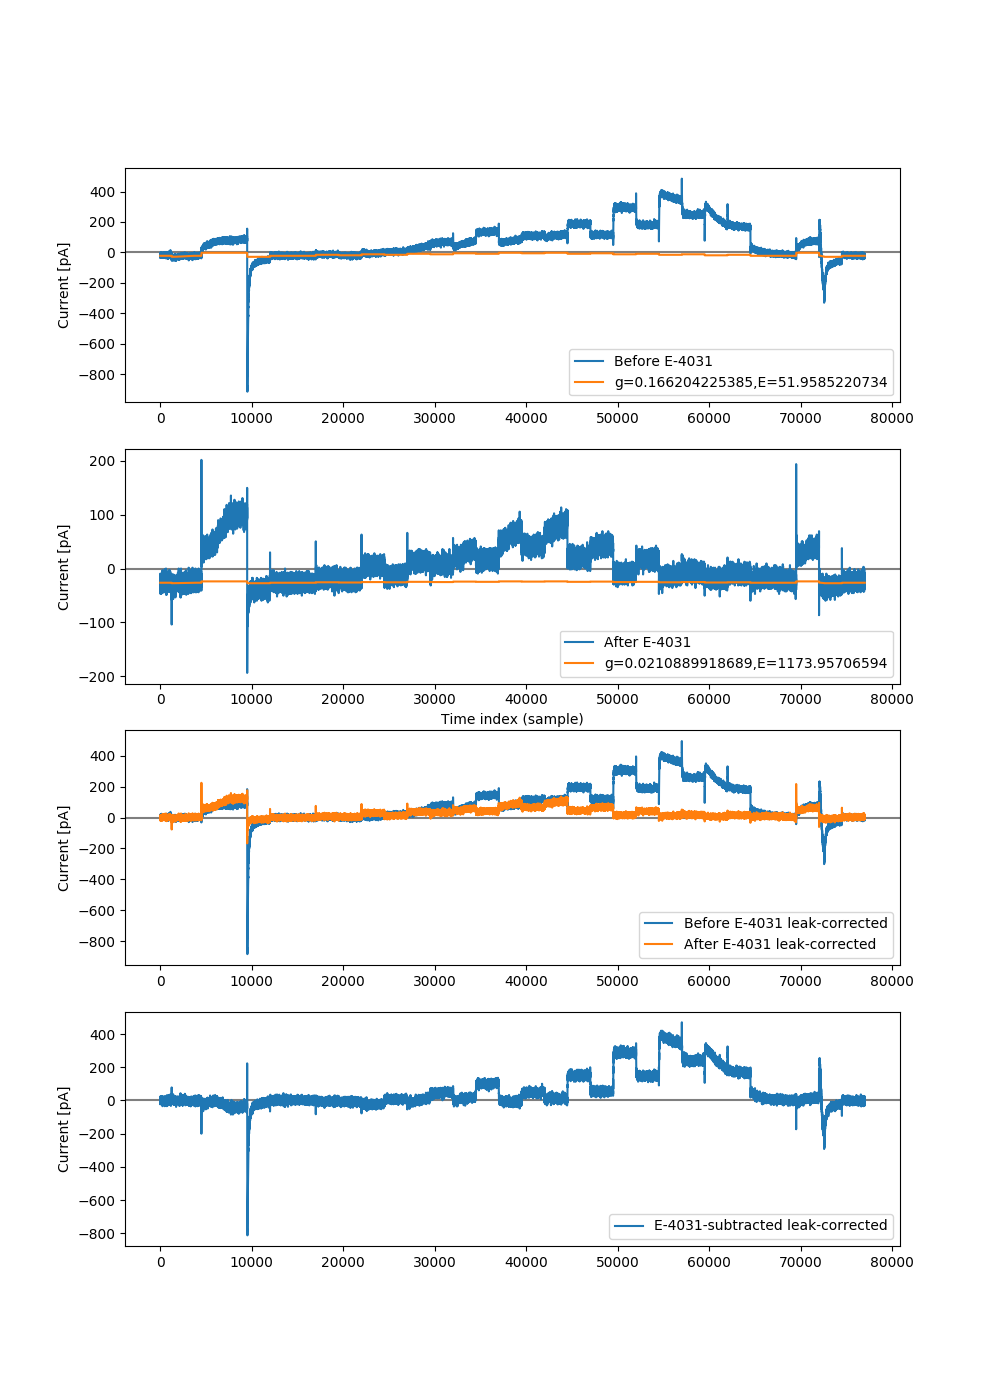 400
200
0
−200
−400
−600
−800
Current [pA]
Before E-4031
g=0.166204225385,E=51.9585220734
0 10000 20000 30000 40000 50000 60000 70000 80000
200
100
0
−100
−200
Current [pA]
After E-4031
g=0.0210889918689,E=1173.95706594
0 10000 20000 30000 40000 50000 60000 70000 80000
Time index (sample)
400
200
0
−200
−400
−600
−800
Current [pA]
Before E-4031 leak-corrected
After E-4031 leak-corrected
0 10000 20000 30000 40000 50000 60000 70000 80000
400
200
0
−200
−400
−600
−800
Current [pA]
E-4031-subtracted leak-corrected
0 10000 20000 30000 40000 50000 60000 70000 80000